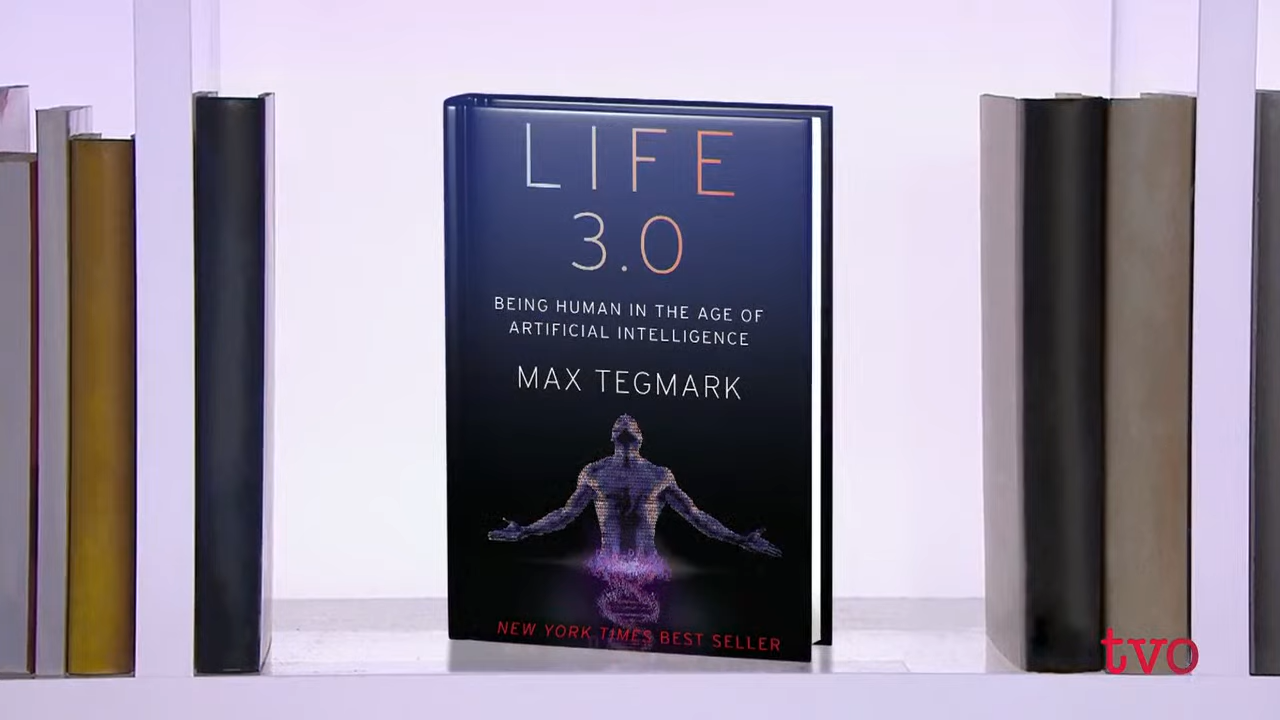 LIFE
3.0
BEING HUMAN IN THE AGE OF
ARTIFICIAL INTELLIGENCE
MAX TEGMARK
NEW YORK TIMES BEST SELLER
tvo